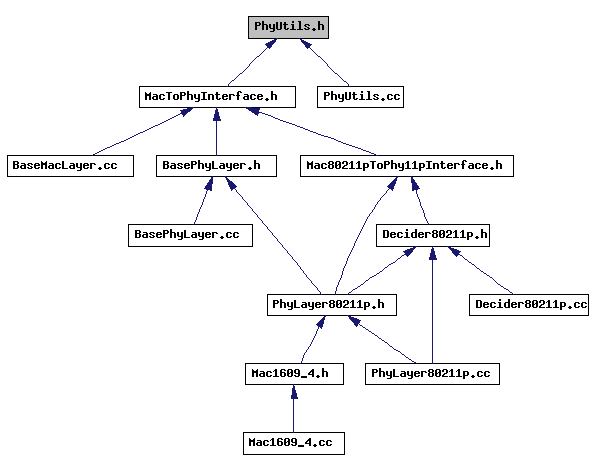 PhyUtils.h
MacToPhyInterface.h
PhyUtils.cc
BaseMacLayer.cc
BasePhyLayer.h
Mac80211pToPhy11pInterface.h
BasePhyLayer.cc
Decider80211p.h
PhyLayer80211p.h
Decider80211p.cc
Mac1609_4.h
PhyLayer80211p.cc
Mac1609_4.cc